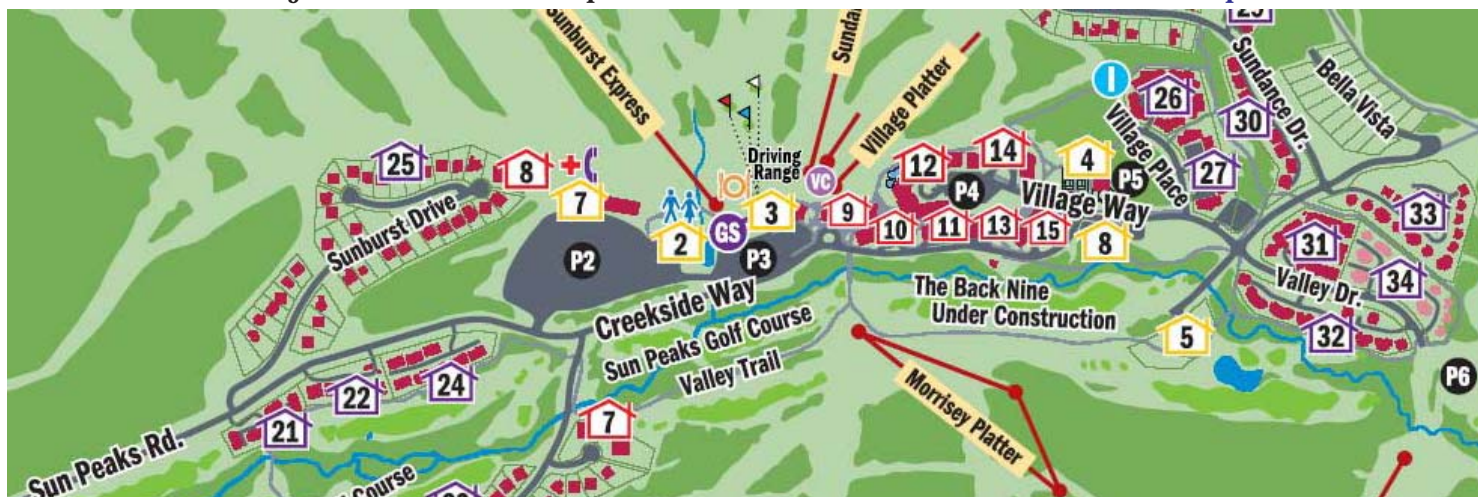 Sunburst Express
Village Platter
Sundance Dr.
Bella Vista
I
26
30
Village Place
25
8
7
Driving
Range
VC
12
14
4
P5
27
P4
Village Way
33
Sunburst Drive
2
GS
3
9
10
11
13
15
8
31
P2
P3
34
Valley Dr.
Creekside Way
The Back Nine
Under Construction
Sun Peaks Golf Course
Valley Trail
5
32
P6
22
24
21
7
Morrisey Platter
Sun Peaks Rd.
Course